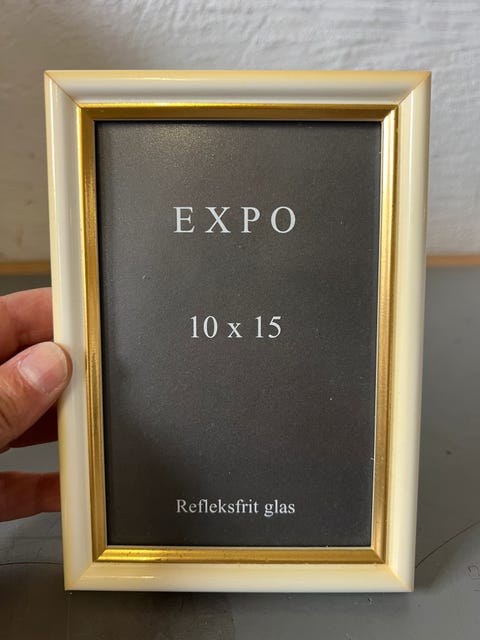 EXPO
10 x 15
Refleksfrit glas